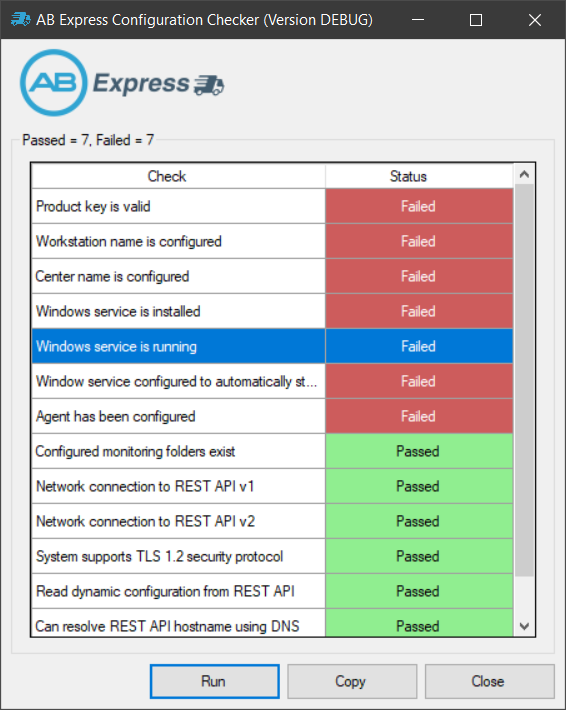 AB Express Configuration Checker (Version DEBUG)
AB Express
Passed = 7, Failed = 7
Check Status
Product key is valid Failed
Workstation name is configured Failed
Center name is configured Failed
Windows service is installed Failed
Windows service is running Failed
Window service configured to automatically st... Failed
Agent has been configured Failed
Configured monitoring folders exist Passed
Network connection to REST API v1 Passed
Network connection to REST API v2 Passed
System supports TLS 1.2 security protocol Passed
Read dynamic configuration from REST API Passed
Can resolve REST API hostname using DNS Passed
Run Copy Close